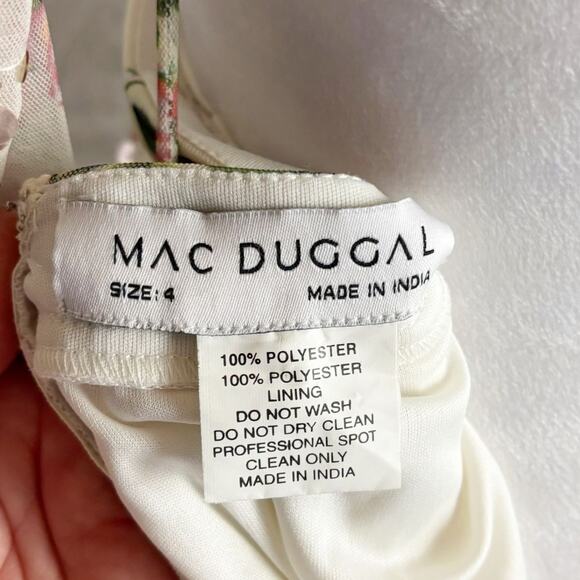 MAC DUGGAL
SIZE: 4 MADE IN INDIA
100% POLYESTER
100% POLYESTER
LINING
DO NOT WASH
DO NOT DRY CLEAN
PROFESSIONAL SPOT
CLEAN ONLY
MADE IN INDIA